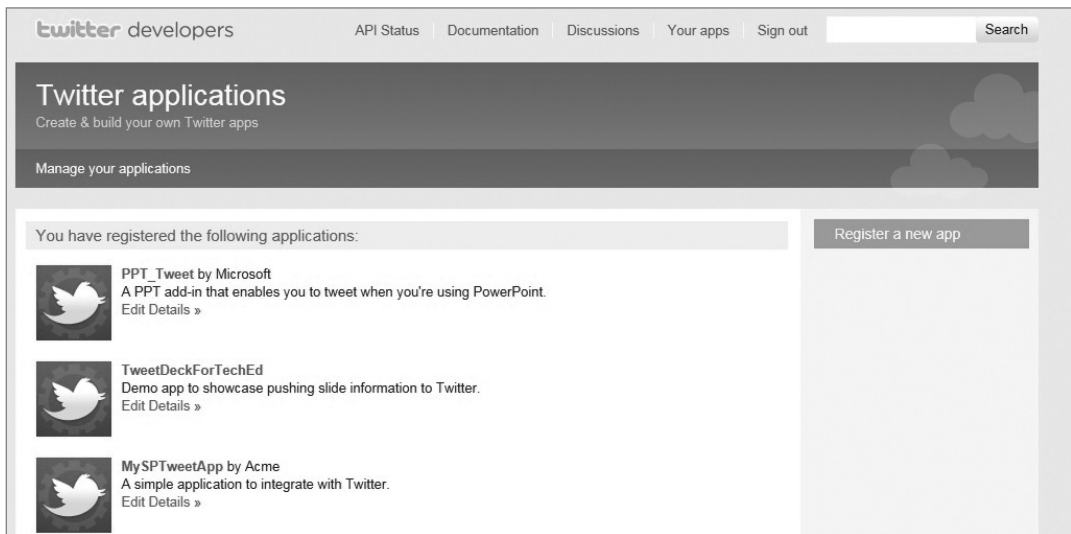 twitter developers
API Status Documentation Discussions Your apps Sign out Search
Twitter applications
Create & build your own Twitter apps
Manage your applications
You have registered the following applications:
Register a new app
PPT_Tweet by Microsoft
A PPT add-in that enables you to tweet when you're using PowerPoint.
Edit Details »
TweetDeckForTechEd
Demo app to showcase pushing slide information to Twitter.
Edit Details »
MySPTweetApp by Acme
A simple application to integrate with Twitter.
Edit Details »